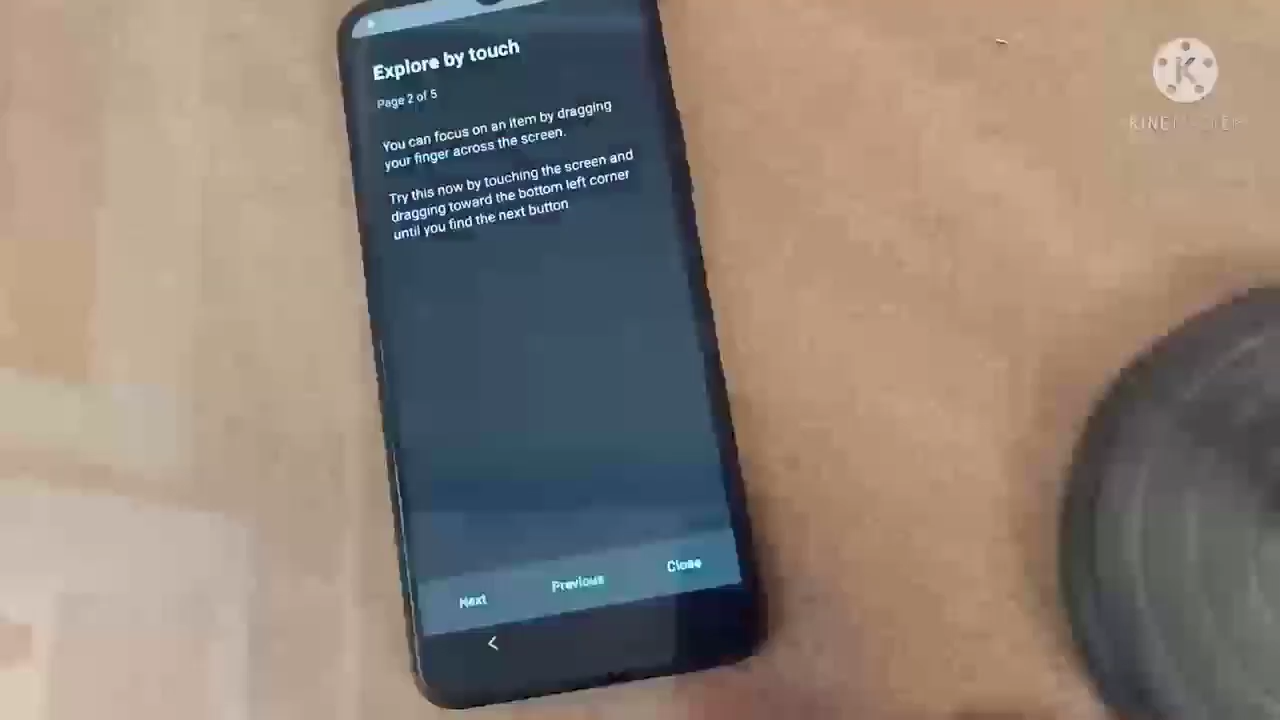 Explore by touch
Page 2 of 5
You can focus on an item by dragging
your finger across the screen.
Try this now by touching the screen and
dragging toward the bottom left corner
until you find the next button
Next
Previous
Close
K